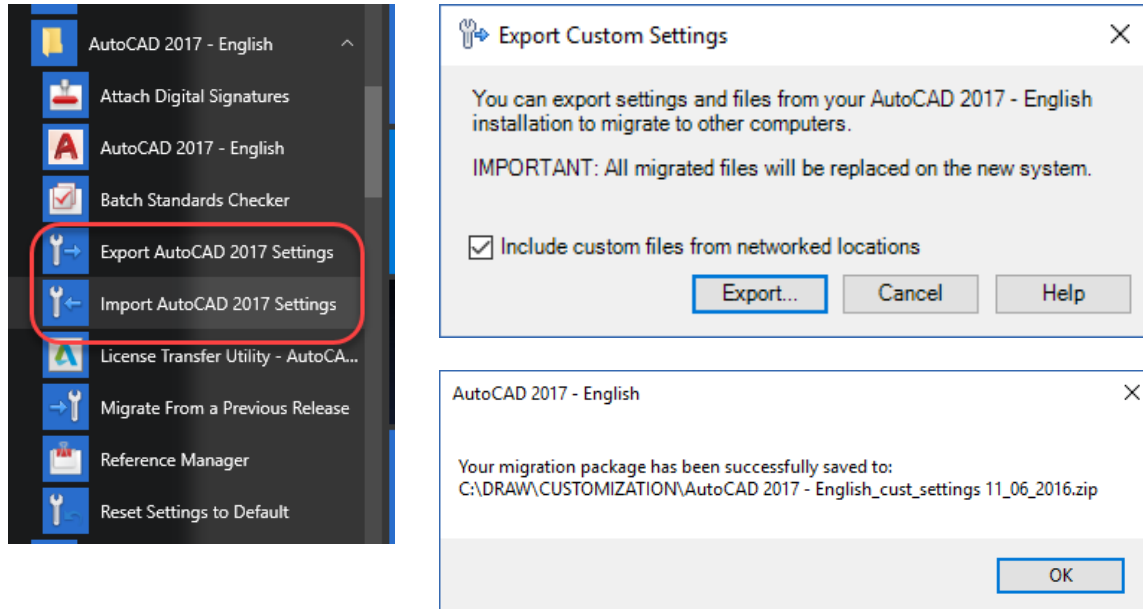 AutoCAD 2017 - English
Attach Digital Signatures
AutoCAD 2017 - English
Batch Standards Checker
Export AutoCAD 2017 Settings
Import AutoCAD 2017 Settings
License Transfer Utility - AutoCA...
Migrate From a Previous Release
Reference Manager
Reset Settings to Default
Export Custom Settings
You can export settings and files from your AutoCAD 2017 - English
installation to migrate to other computers.
IMPORTANT: All migrated files will be replaced on the new system.
Include custom files from networked locations
Export... Cancel Help
AutoCAD 2017 - English
Your migration package has been successfully saved to:
C:\DRAW\CUSTOMIZATION\AutoCAD 2017 - English_cust_settings 11_06_2016.zip
OK